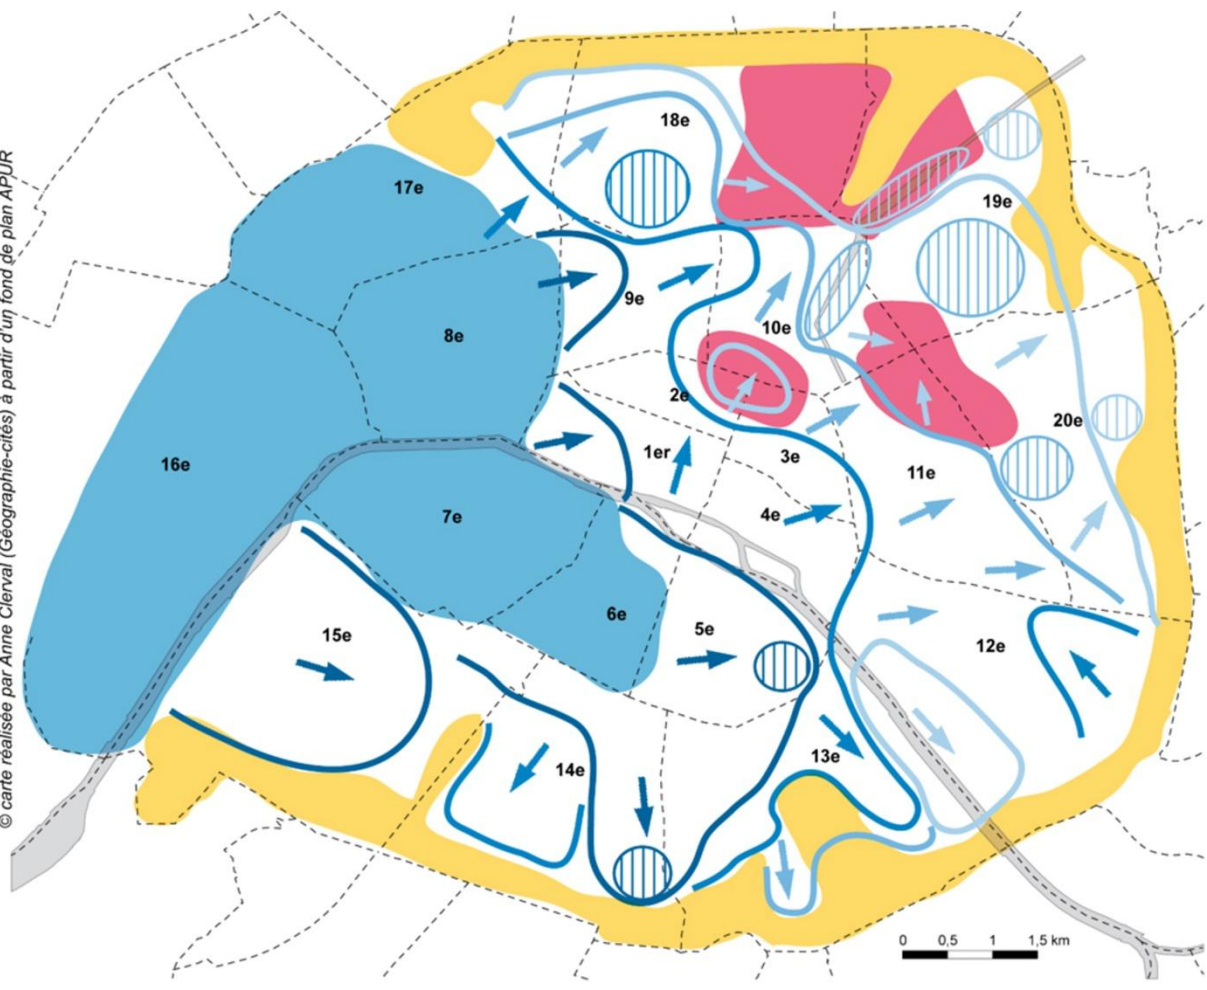 © carte réalisée par Anne Clerval (Géographie-cités) à partir d'un fond de plan APUR
18e
17e
19e
9e
10e
8e
2e
20e
1er
3e
16e
11e
7e
4e
6e
5e
15e
12e
13e
14e
0 0,5 1 1,5 km